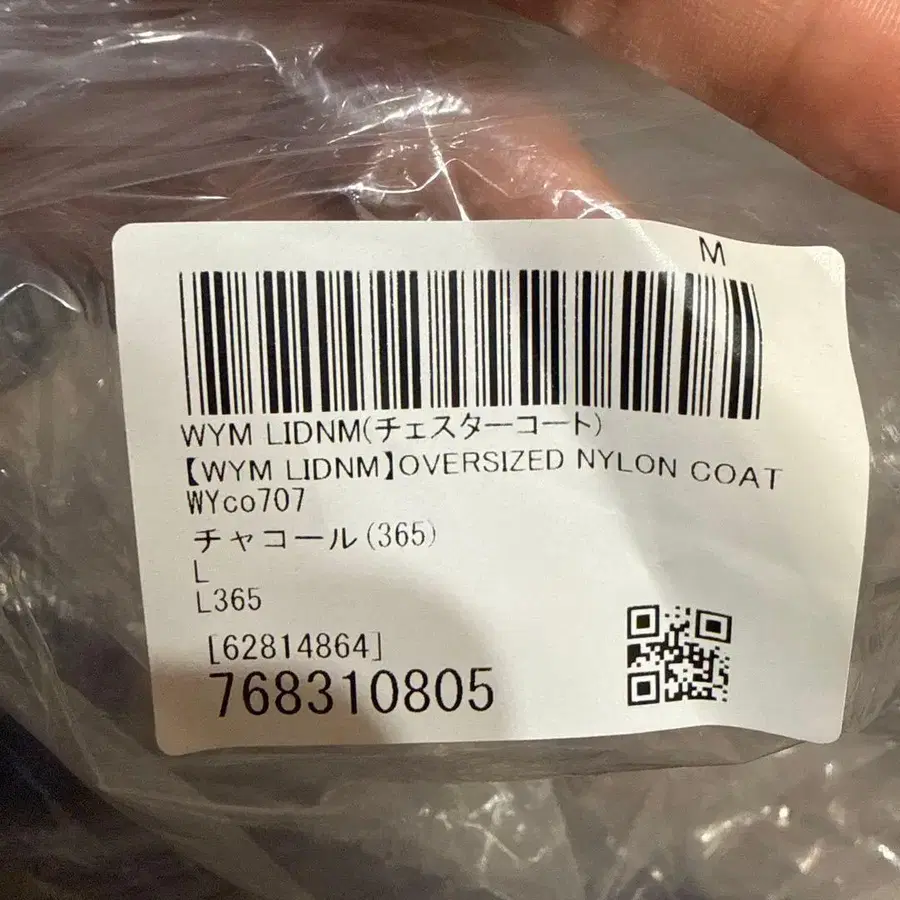 M
WYM LIDNM(チェスターコート)
【WYM LIDNM】OVERSIZED NYLON COAT
WYco707
チャコール(365)
L
L365
[62814864]
768310805